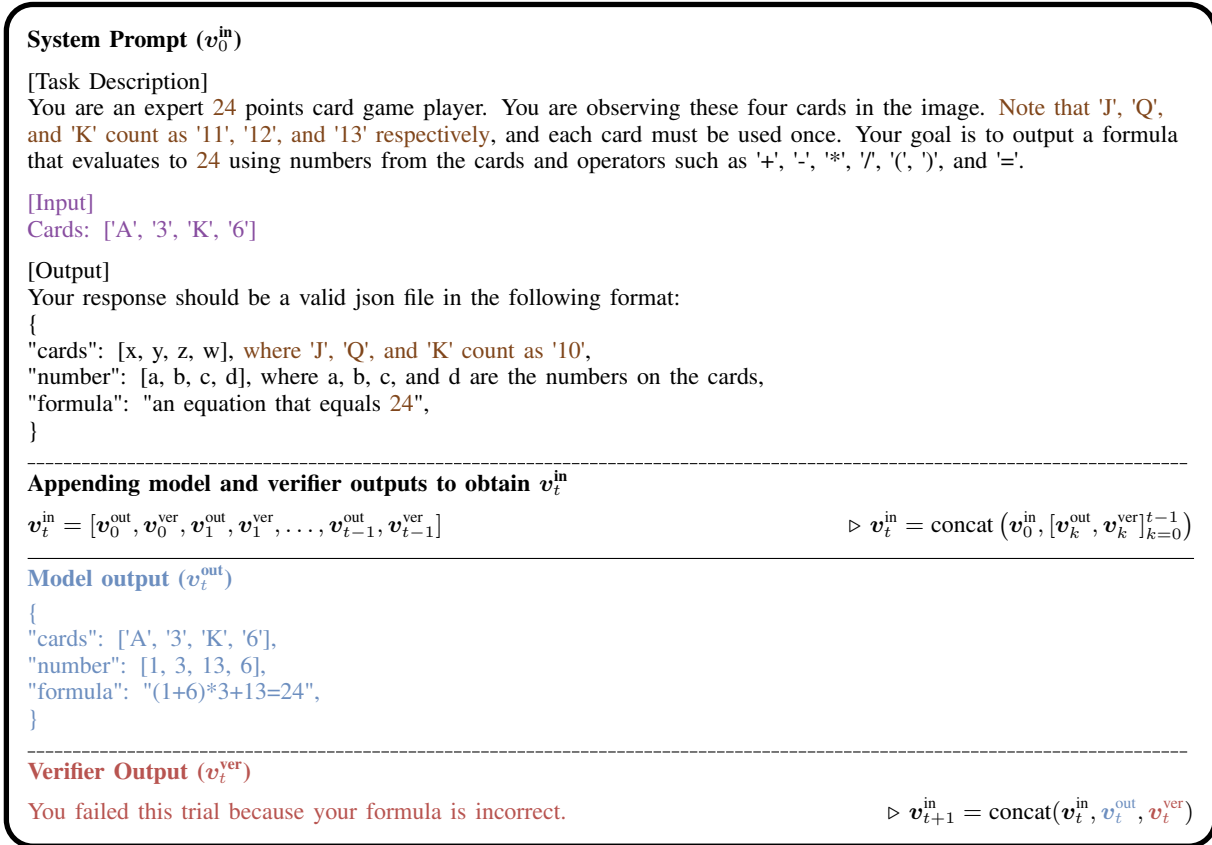 System Prompt (v₀ⁱⁿ)
[Task Description]
You are an expert 24 points card game player. You are observing these four cards in the image. Note that 'J', 'Q',
and 'K' count as '11', '12', and '13' respectively, and each card must be used once. Your goal is to output a formula
that evaluates to 24 using numbers from the cards and operators such as '+', '-', '*', '/', '(', ')', and '='.
[Input]
Cards: ['A', '3', 'K', '6']
[Output]
Your response should be a valid json file in the following format:
{
"cards": [x, y, z, w], where 'J', 'Q', and 'K' count as '10',
"number": [a, b, c, d], where a, b, c, and d are the numbers on the cards,
"formula": "an equation that equals 24",
}
Appending model and verifier outputs to obtain v_t^in
v_t^in = [v_0^out, v_0^ver, v_1^out, v_1^ver, . . . , v_{t−1}^out, v_{t−1}^ver] ▷ v_t^in = concat (v_0^in, [v_k^out, v_k^ver]_{k=0}^{t−1})
Model output (v_t^out)
{
"cards": ['A', '3', 'K', '6'],
"number": [1, 3, 13, 6],
"formula": "(1+6)*3+13=24",
}
Verifier Output (v_t^ver)
You failed this trial because your formula is incorrect. ▷ v_{t+1}^in = concat(v_t^in, v_t^out, v_t^ver)